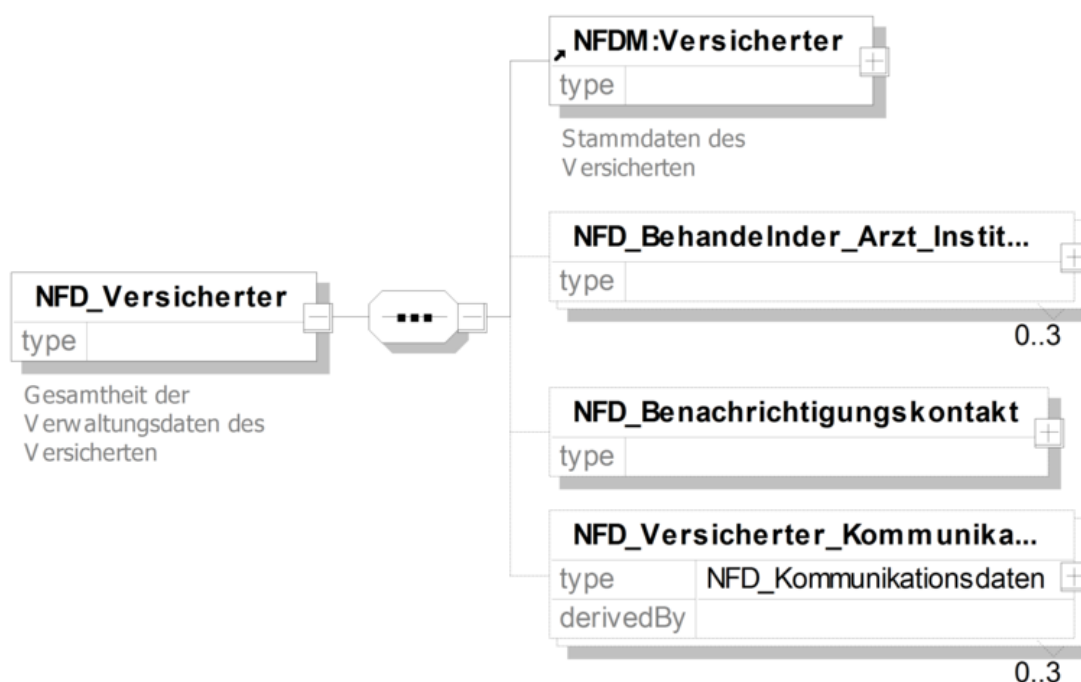 NFDM:Versicherter
type
Stammdaten des
Versicherten
NFD_Behandelnder_Arzt_Instit...
type
0..3
NFD_Versicherter
type
Gesamtheit der
Verwaltungsdaten des
Versicherten
NFD_Benachrichtigungskontakt
type
NFD_Versicherter_Kommunika...
type NFD_Kommunikationsdaten
derivedBy
0..3